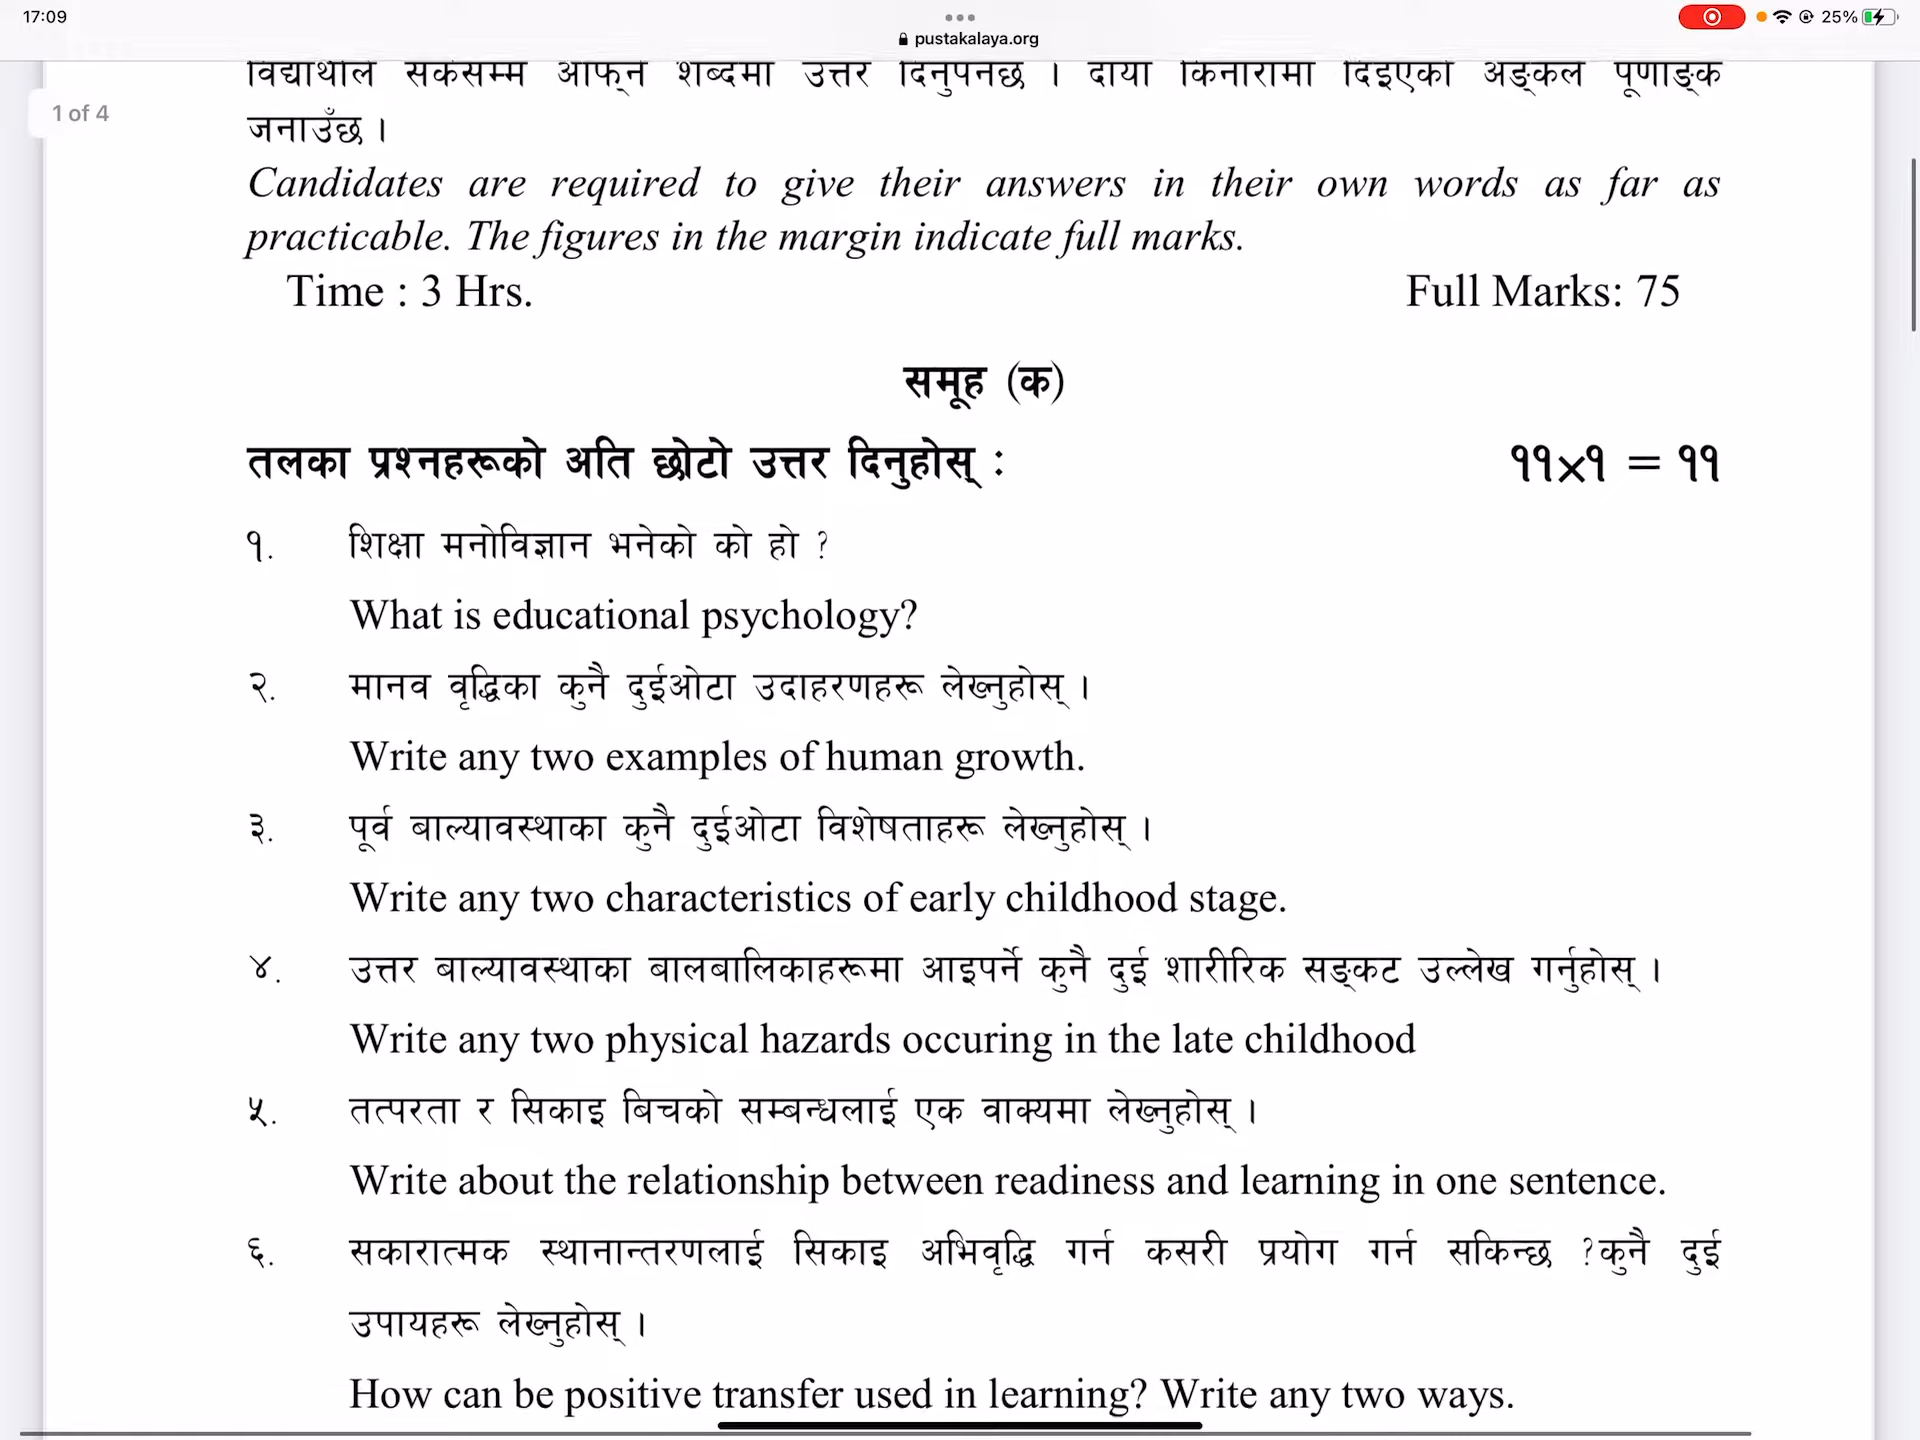 17:09
pustakalaya.org
25%
विद्यार्थीले सकेसम्म आफ्नै शब्दमा उत्तर दिनुपर्नेछ । दायाँ किनारामा दिइएको अङ्कले पूर्णाङ्क
1 of 4
जनाउँछ ।
Candidates are required to give their answers in their own words as far as
practicable. The figures in the margin indicate full marks.
Time : 3 Hrs. Full Marks: 75
समूह (क)
तलका प्रश्नहरूको अति छोटो उत्तर दिनुहोस् : ११×१ = ११
१. शिक्षा मनोविज्ञान भनेको को हो ?
What is educational psychology?
२. मानव वृद्धिका कुनै दुईओटा उदाहरणहरू लेख्नुहोस् ।
Write any two examples of human growth.
३. पूर्व बाल्यावस्थाका कुनै दुईओटा विशेषताहरू लेख्नुहोस् ।
Write any two characteristics of early childhood stage.
४. उत्तर बाल्यावस्थाका बालबालिकाहरूमा आइपर्ने कुनै दुई शारीरिक सङ्कट उल्लेख गर्नुहोस् ।
Write any two physical hazards occuring in the late childhood
५. तत्परता र सिकाइ बिचको सम्बन्धलाई एक वाक्यमा लेख्नुहोस् ।
Write about the relationship between readiness and learning in one sentence.
६. सकारात्मक स्थानान्तरणलाई सिकाइ अभिवृद्धि गर्न कसरी प्रयोग गर्न सकिन्छ ?कुनै दुई
उपायहरू लेख्नुहोस् ।
How can be positive transfer used in learning? Write any two ways.